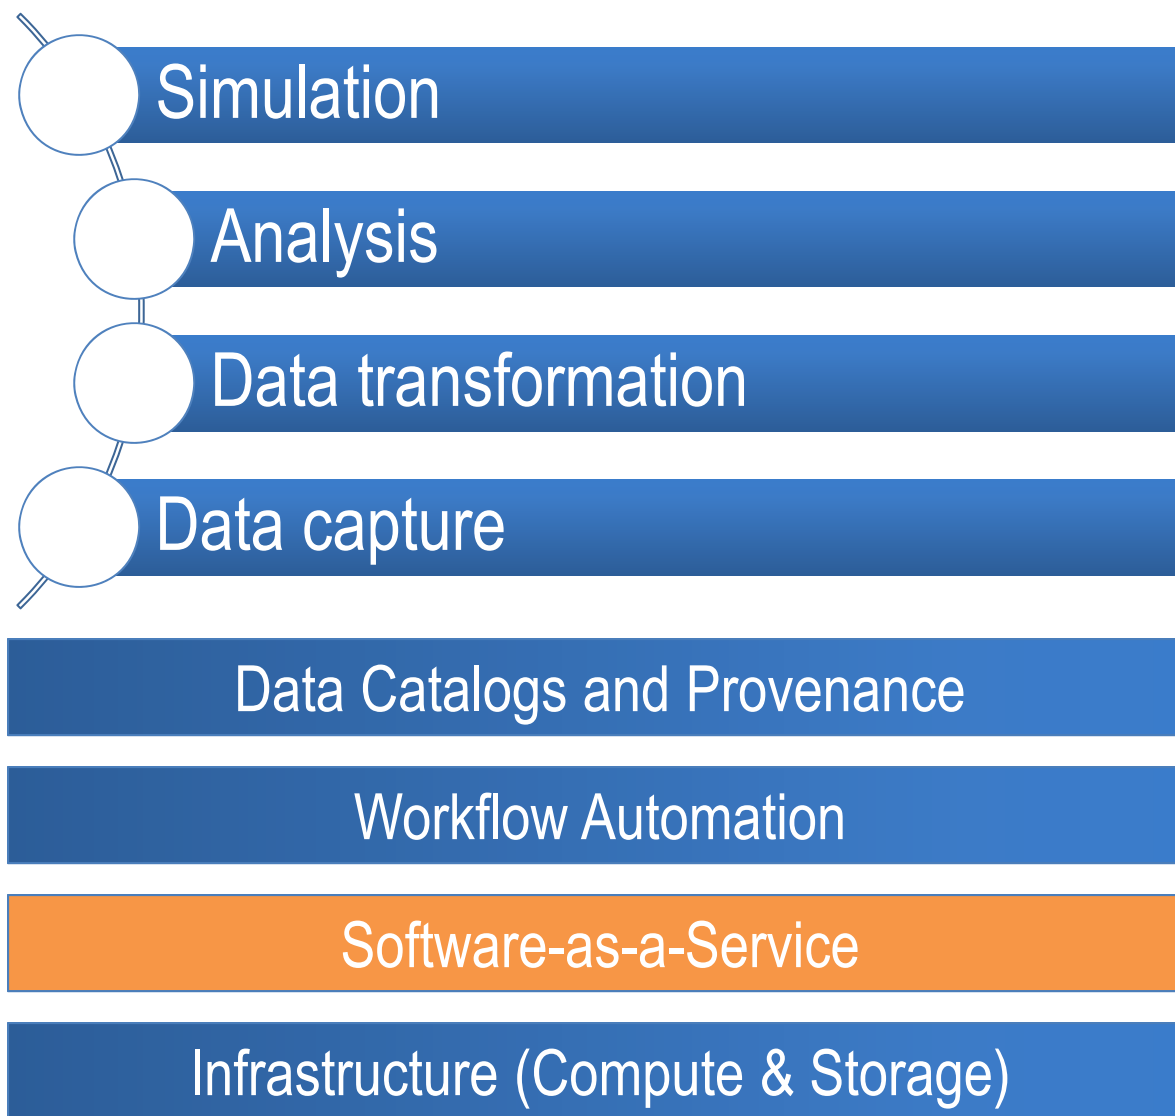 Simulation
Analysis
Data transformation
Data capture
Data Catalogs and Provenance
Workflow Automation
Software-as-a-Service
Infrastructure (Compute & Storage)